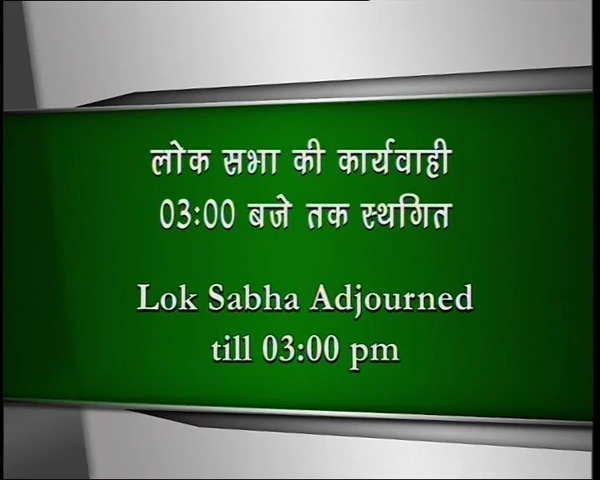 लोक सभा की कार्यवाही
03:00 बजे तक स्थगित
Lok Sabha Adjourned
till 03:00 pm